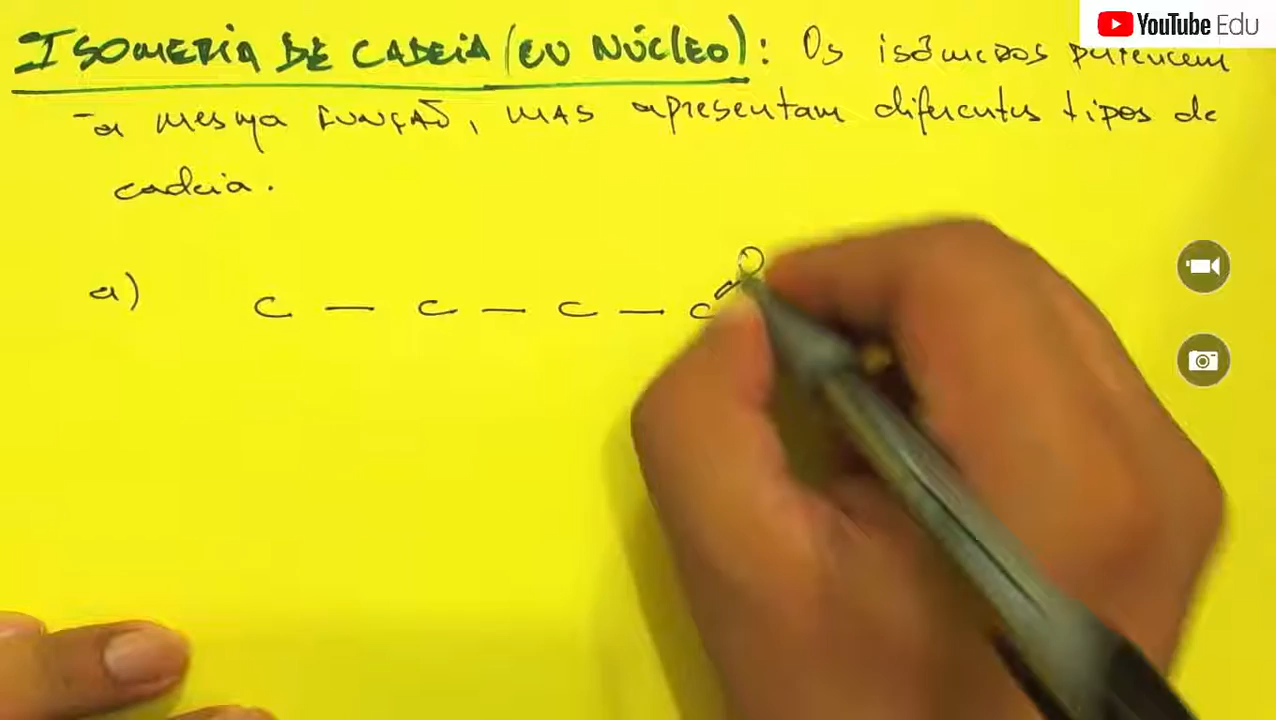 YouTube Edu
ISOMERIA DE CADEIA (OU NÚCLEO): Os isômeros pertencem
a mesma FUNÇÃO, MAS apresentam diferentes tipos de
cadeia.
a) C — C — C — C = O